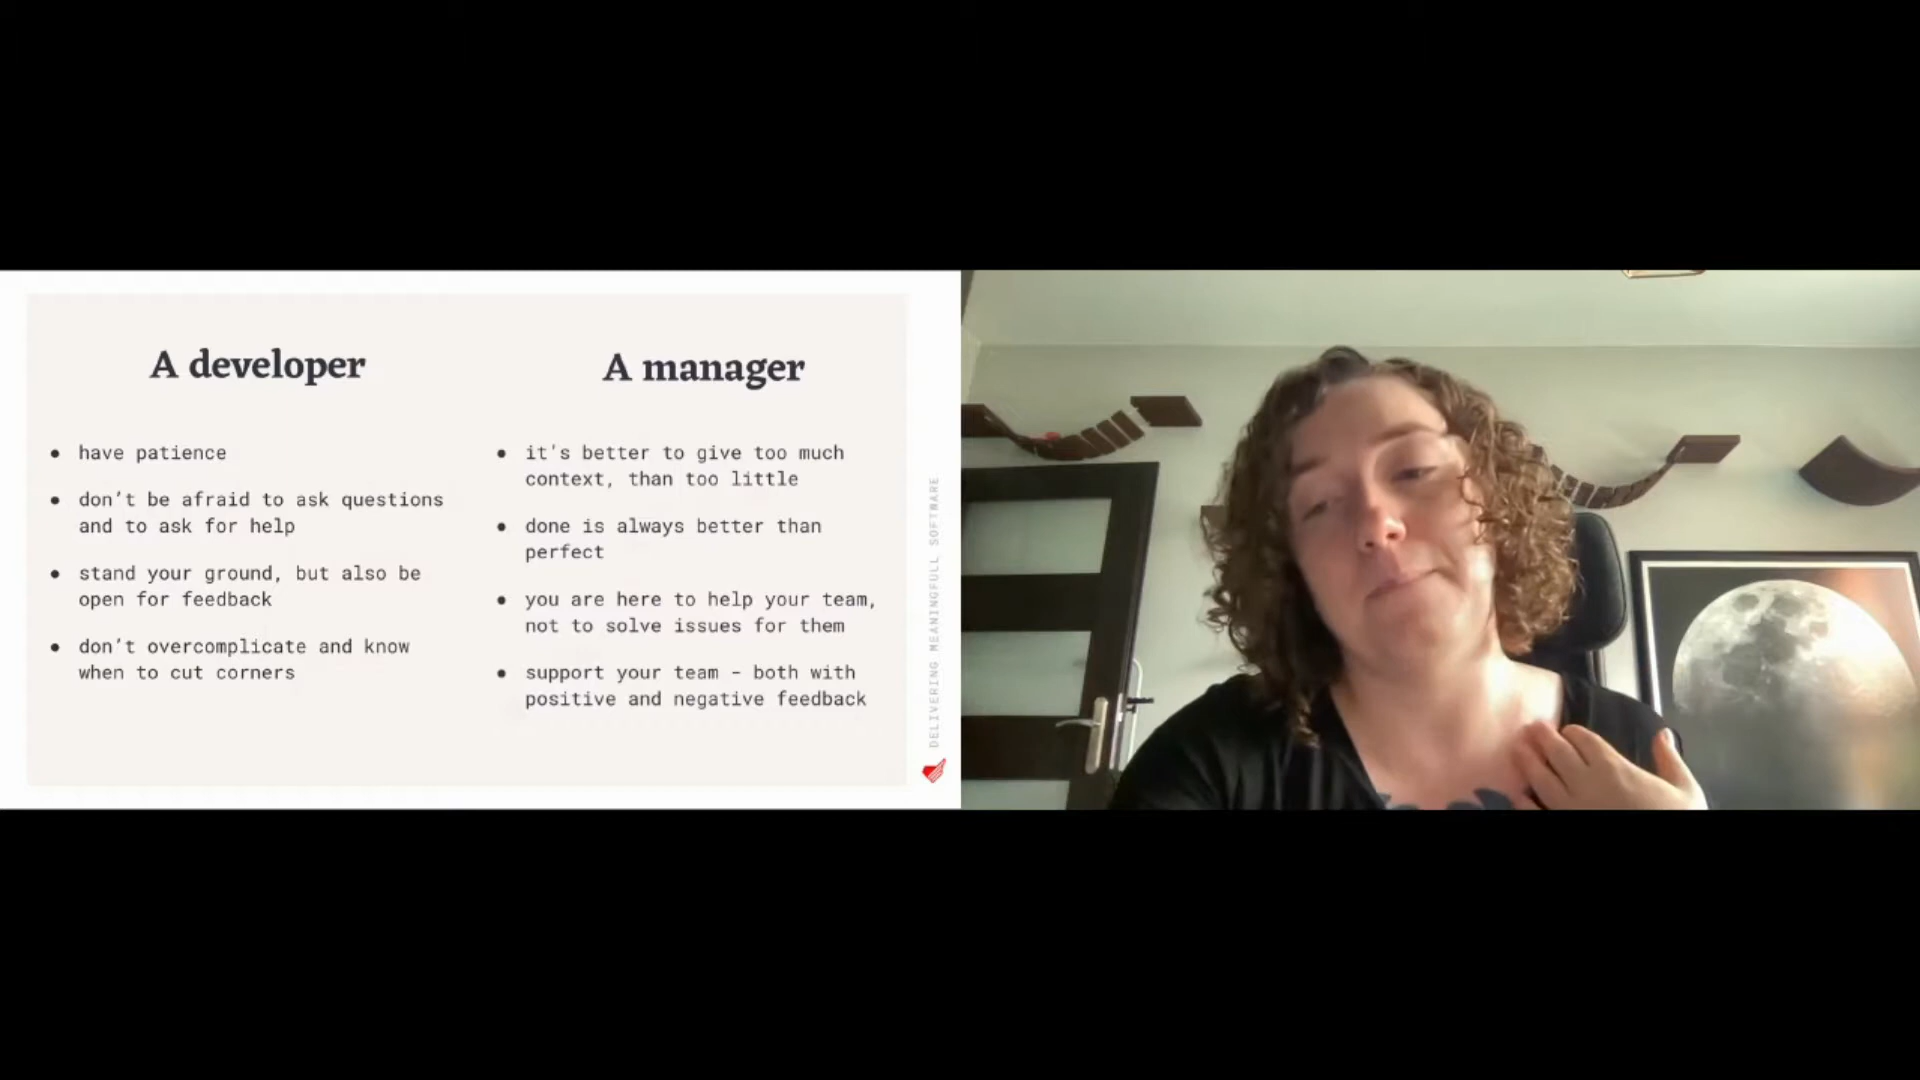 A developer
have patience
don't be afraid to ask questions
and to ask for help
stand your ground, but also be
open for feedback
don't overcomplicate and know
when to cut corners
A manager
it's better to give too much
context, than too little
done is always better than
perfect
you are here to help your team,
not to solve issues for them
support your team - both with
positive and negative feedback
DELIVERING MEANINGFULL SOFTWARE